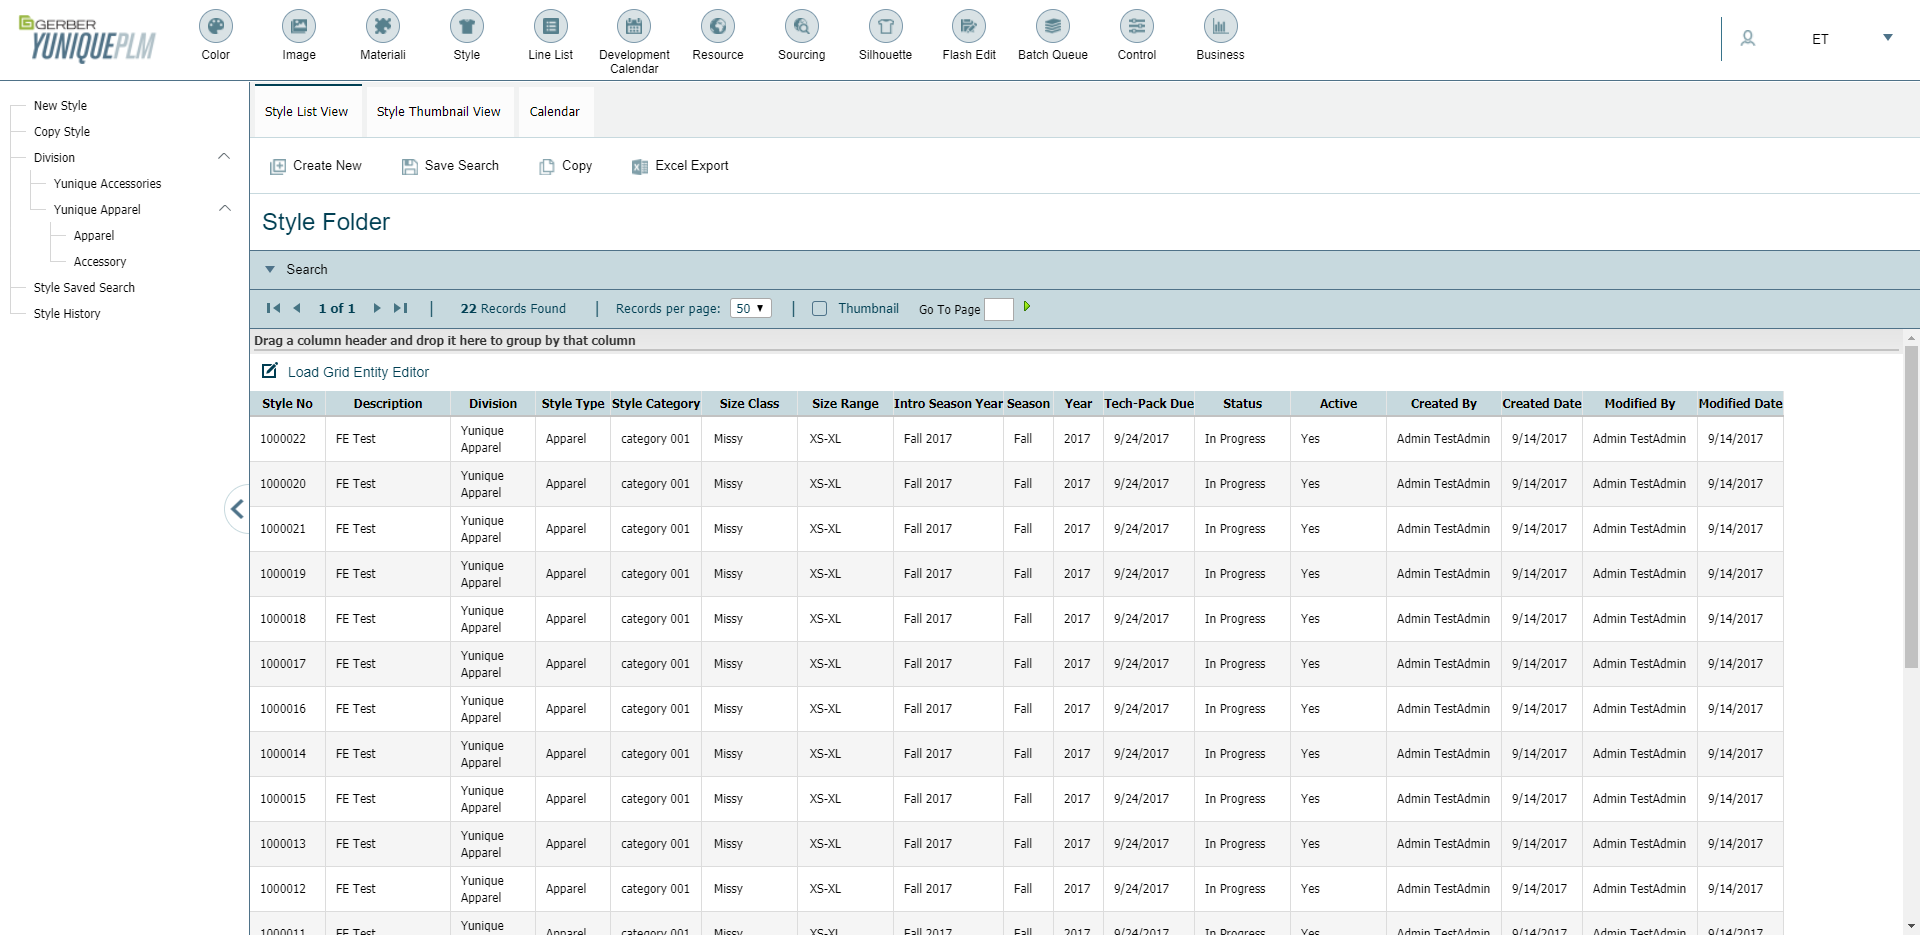 GERBER
YUNIQUEPLM
Color
Image
Materiali
Style
Line List
Development
Calendar
Resource
Sourcing
Silhouette
Flash Edit
Batch Queue
Control
Business
ET
New Style
Copy Style
Division
Yunique Accessories
Yunique Apparel
Apparel
Accessory
Style Saved Search
Style History
Style List View
Style Thumbnail View
Calendar
Create New
Save Search
Copy
Excel Export
Style Folder
Search
1 of 1 | 22 Records Found | Records per page: 50 | Thumbnail Go To Page
Drag a column header and drop it here to group by that column
Load Grid Entity Editor
Style No Description Division Style Type Style Category Size Class Size Range Intro Season Year Season Year Tech-Pack Due Status Active Created By Created Date Modified By Modified Date
1000022 FE Test Yunique Apparel Apparel category 001 Missy XS-XL Fall 2017 Fall 2017 9/24/2017 In Progress Yes Admin TestAdmin 9/14/2017 Admin TestAdmin 9/14/2017
1000020 FE Test Yunique Apparel Apparel category 001 Missy XS-XL Fall 2017 Fall 2017 9/24/2017 In Progress Yes Admin TestAdmin 9/14/2017 Admin TestAdmin 9/14/2017
1000021 FE Test Yunique Apparel Apparel category 001 Missy XS-XL Fall 2017 Fall 2017 9/24/2017 In Progress Yes Admin TestAdmin 9/14/2017 Admin TestAdmin 9/14/2017
1000019 FE Test Yunique Apparel Apparel category 001 Missy XS-XL Fall 2017 Fall 2017 9/24/2017 In Progress Yes Admin TestAdmin 9/14/2017 Admin TestAdmin 9/14/2017
1000018 FE Test Yunique Apparel Apparel category 001 Missy XS-XL Fall 2017 Fall 2017 9/24/2017 In Progress Yes Admin TestAdmin 9/14/2017 Admin TestAdmin 9/14/2017
1000017 FE Test Yunique Apparel Apparel category 001 Missy XS-XL Fall 2017 Fall 2017 9/24/2017 In Progress Yes Admin TestAdmin 9/14/2017 Admin TestAdmin 9/14/2017
1000016 FE Test Yunique Apparel Apparel category 001 Missy XS-XL Fall 2017 Fall 2017 9/24/2017 In Progress Yes Admin TestAdmin 9/14/2017 Admin TestAdmin 9/14/2017
1000014 FE Test Yunique Apparel Apparel category 001 Missy XS-XL Fall 2017 Fall 2017 9/24/2017 In Progress Yes Admin TestAdmin 9/14/2017 Admin TestAdmin 9/14/2017
1000015 FE Test Yunique Apparel Apparel category 001 Missy XS-XL Fall 2017 Fall 2017 9/24/2017 In Progress Yes Admin TestAdmin 9/14/2017 Admin TestAdmin 9/14/2017
1000013 FE Test Yunique Apparel Apparel category 001 Missy XS-XL Fall 2017 Fall 2017 9/24/2017 In Progress Yes Admin TestAdmin 9/14/2017 Admin TestAdmin 9/14/2017
1000012 FE Test Yunique Apparel Apparel category 001 Missy XS-XL Fall 2017 Fall 2017 9/24/2017 In Progress Yes Admin TestAdmin 9/14/2017 Admin TestAdmin 9/14/2017
1000011 FE Test Yunique Apparel category 001 Missy XS-XL Fall 2017 Fall 2017 9/24/2017 In Progress Yes Admin TestAdmin 9/14/2017 Admin TestAdmin 9/14/2017